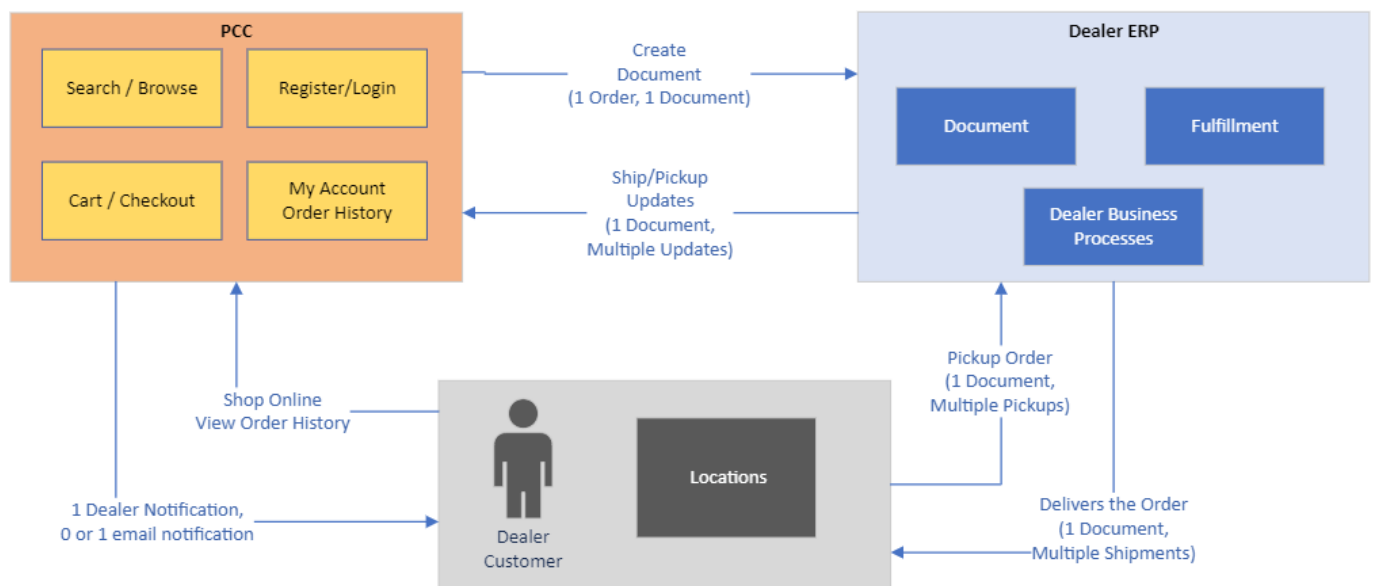 PCC
Search / Browse
Register/Login
Cart / Checkout
My Account
Order History
Create
Document
(1 Order, 1 Document)
Ship/Pickup
Updates
(1 Document,
Multiple Updates)
Dealer ERP
Document
Fulfillment
Dealer Business
Processes
Shop Online
View Order History
1 Dealer Notification,
0 or 1 email notification
Dealer
Customer
Locations
Pickup Order
(1 Document,
Multiple Pickups)
Delivers the Order
(1 Document,
Multiple Shipments)